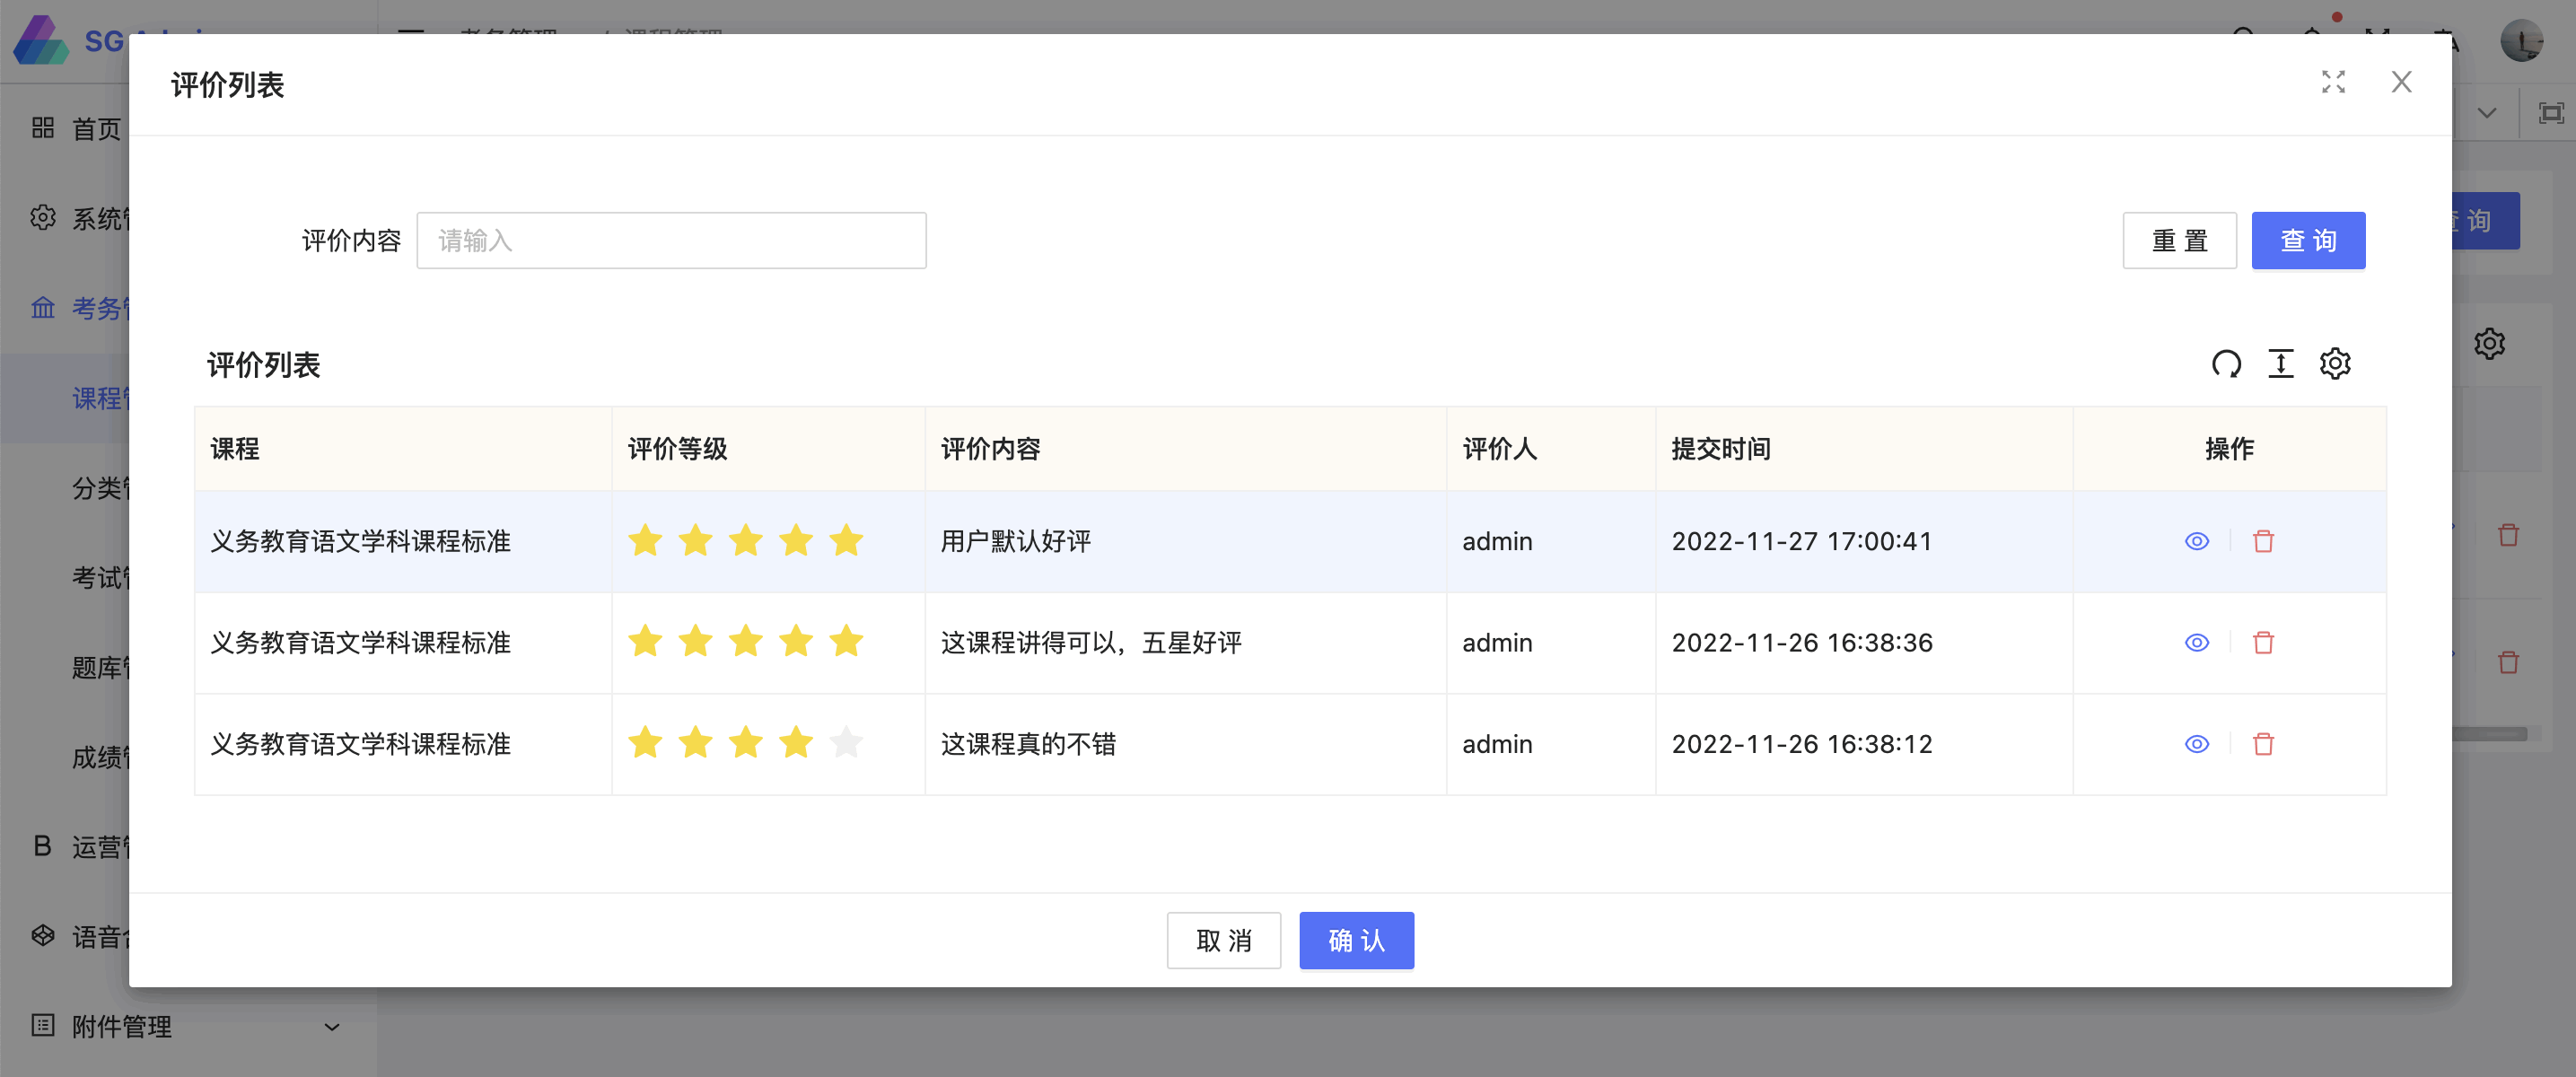 SG
评价列表
首页
系统
考务
课程
分类
考试
题库
成绩
运营
语音
附件管理
评价内容 请输入 重 置 查 询
询
评价列表
课程 评价等级 评价内容 评价人 提交时间 操作
义务教育语文学科课程标准 用户默认好评 admin 2022-11-27 17:00:41
义务教育语文学科课程标准 这课程讲得可以，五星好评 admin 2022-11-26 16:38:36
义务教育语文学科课程标准 这课程真的不错 admin 2022-11-26 16:38:12
取 消 确 认